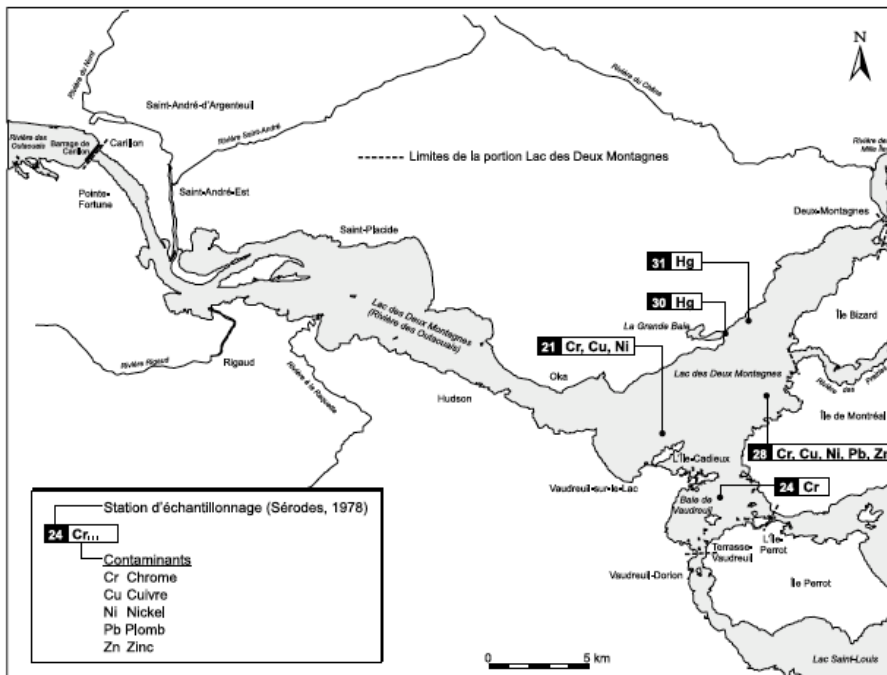 N
Rivière du Nord
Rivière du Chêne
Saint-André-d'Argenteuil
Rivière Saint-André
Rivière des
Outaouais
Barrage de
Carillon
Carillon
Limites de la portion Lac des Deux Montagnes
Rivière des
Mille Île
Pointe-
Fortune
Saint-André-Est
Deux-Montagnes
Saint-Placide
31 Hg
30 Hg
La Grande Baie
Île Bizard
Lac des Deux Montagnes
(Rivière des Outaouais)
21 Cr, Cu, Ni
Rivière Rigaud
Rigaud
Rivière à la Raquette
Oka
Lac des Deux Montagnes
Rivière des Prairie
Hudson
Île de Montréal
28 Cr, Cu, Ni, Pb, Zn
L'Île-Cadieux
Vaudreuil-sur-le-Lac
24 Cr
Baie de
Vaudreuil
Station d'échantillonnage (Sérodes, 1978)
24 Cr,,,
Contaminants
Cr Chrome
Cu Cuivre
Ni Nickel
Pb Plomb
Zn Zinc
L'Île-
Perrot
Terrasse-
Vaudreuil
Vaudreuil-Dorion
Île Perrot
0 5 km
Lac Saint-Louis